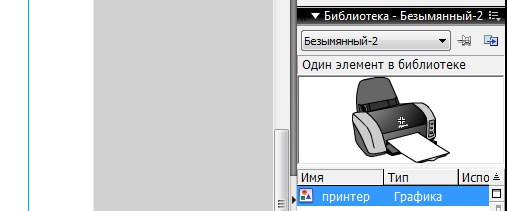 Библиотека - Безымянный-2
Безымянный-2
Один элемент в библиотеке
Имя Тип Испо
принтер Графика